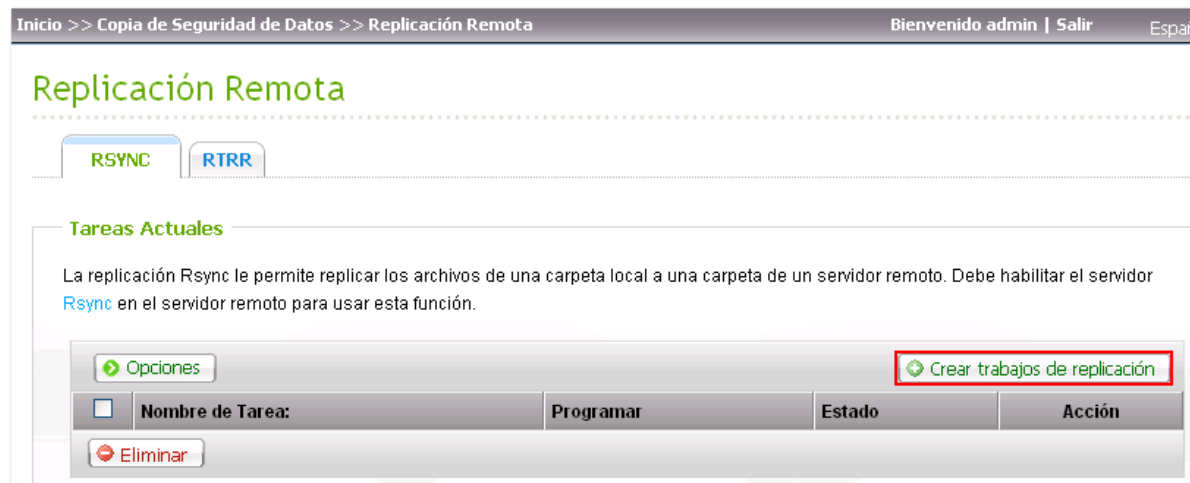 Inicio >> Copia de Seguridad de Datos >> Replicación Remota Bienvenido admin | Salir
Replicación Remota
RSYNC RTRR
Tareas Actuales
La replicación Rsync le permite replicar los archivos de una carpeta local a una carpeta de un servidor remoto. Debe habilitar el servidor
Rsync en el servidor remoto para usar esta función.
Opciones Crear trabajos de replicación
Nombre de Tarea: Programar Estado Acción
Eliminar